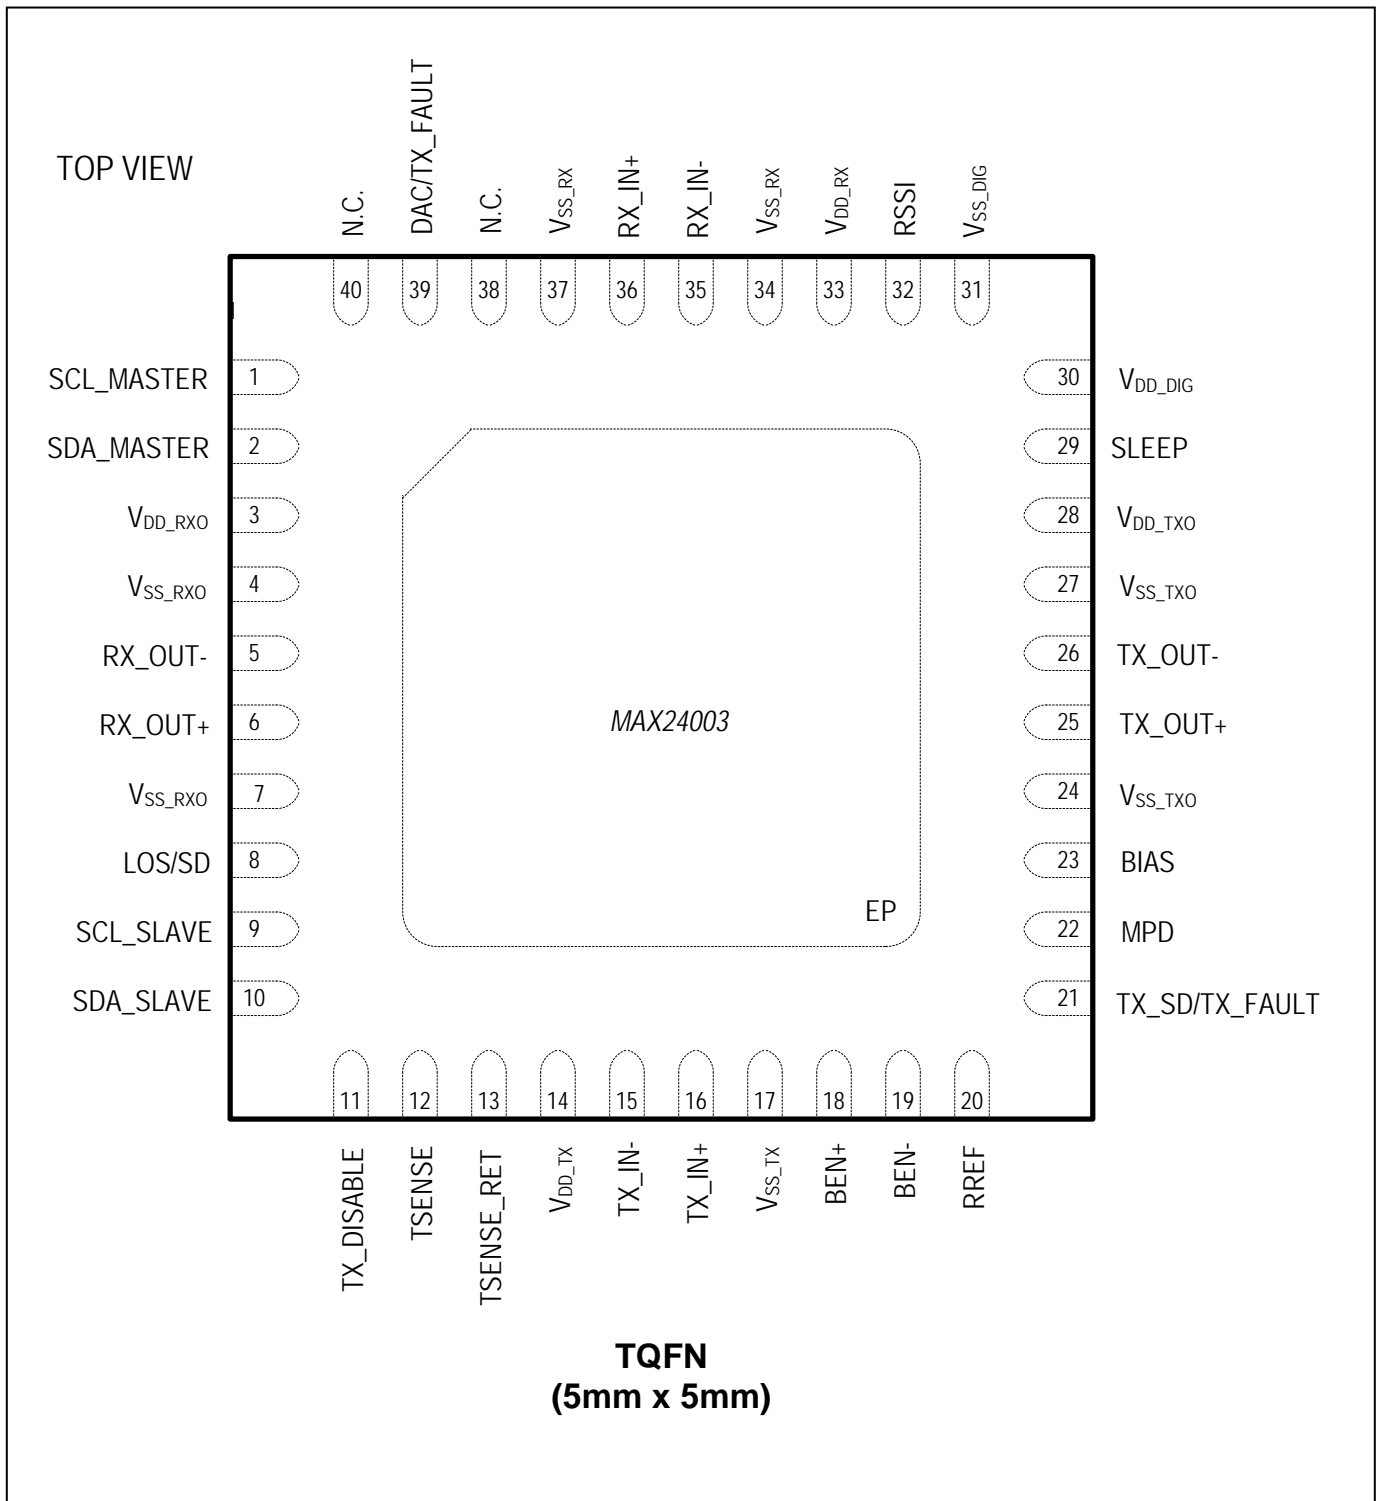 TOP VIEW
N.C.
DAC/TX_FAULT
N.C.
VSS_RX
RX_IN+
RX_IN-
VSS_RX
VDD_RX
RSSI
VSS_DIG
40 39 38 37 36 35 34 33 32 31
SCL_MASTER 1
SDA_MASTER 2
VDD_RXO 3
VSS_RXO 4
RX_OUT- 5
RX_OUT+ 6
VSS_RXO 7
LOS/SD 8
SCL_SLAVE 9
SDA_SLAVE 10
MAX24003
EP
30 VDD_DIG
29 SLEEP
28 VDD_TXO
27 VSS_TXO
26 TX_OUT-
25 TX_OUT+
24 VSS_TXO
23 BIAS
22 MPD
21 TX_SD/TX_FAULT
11 12 13 14 15 16 17 18 19 20
TX_DISABLE
TSENSE
TSENSE_RET
VDD_TX
TX_IN-
TX_IN+
VSS_TX
BEN+
BEN-
RREF
TQFN
(5mm x 5mm)